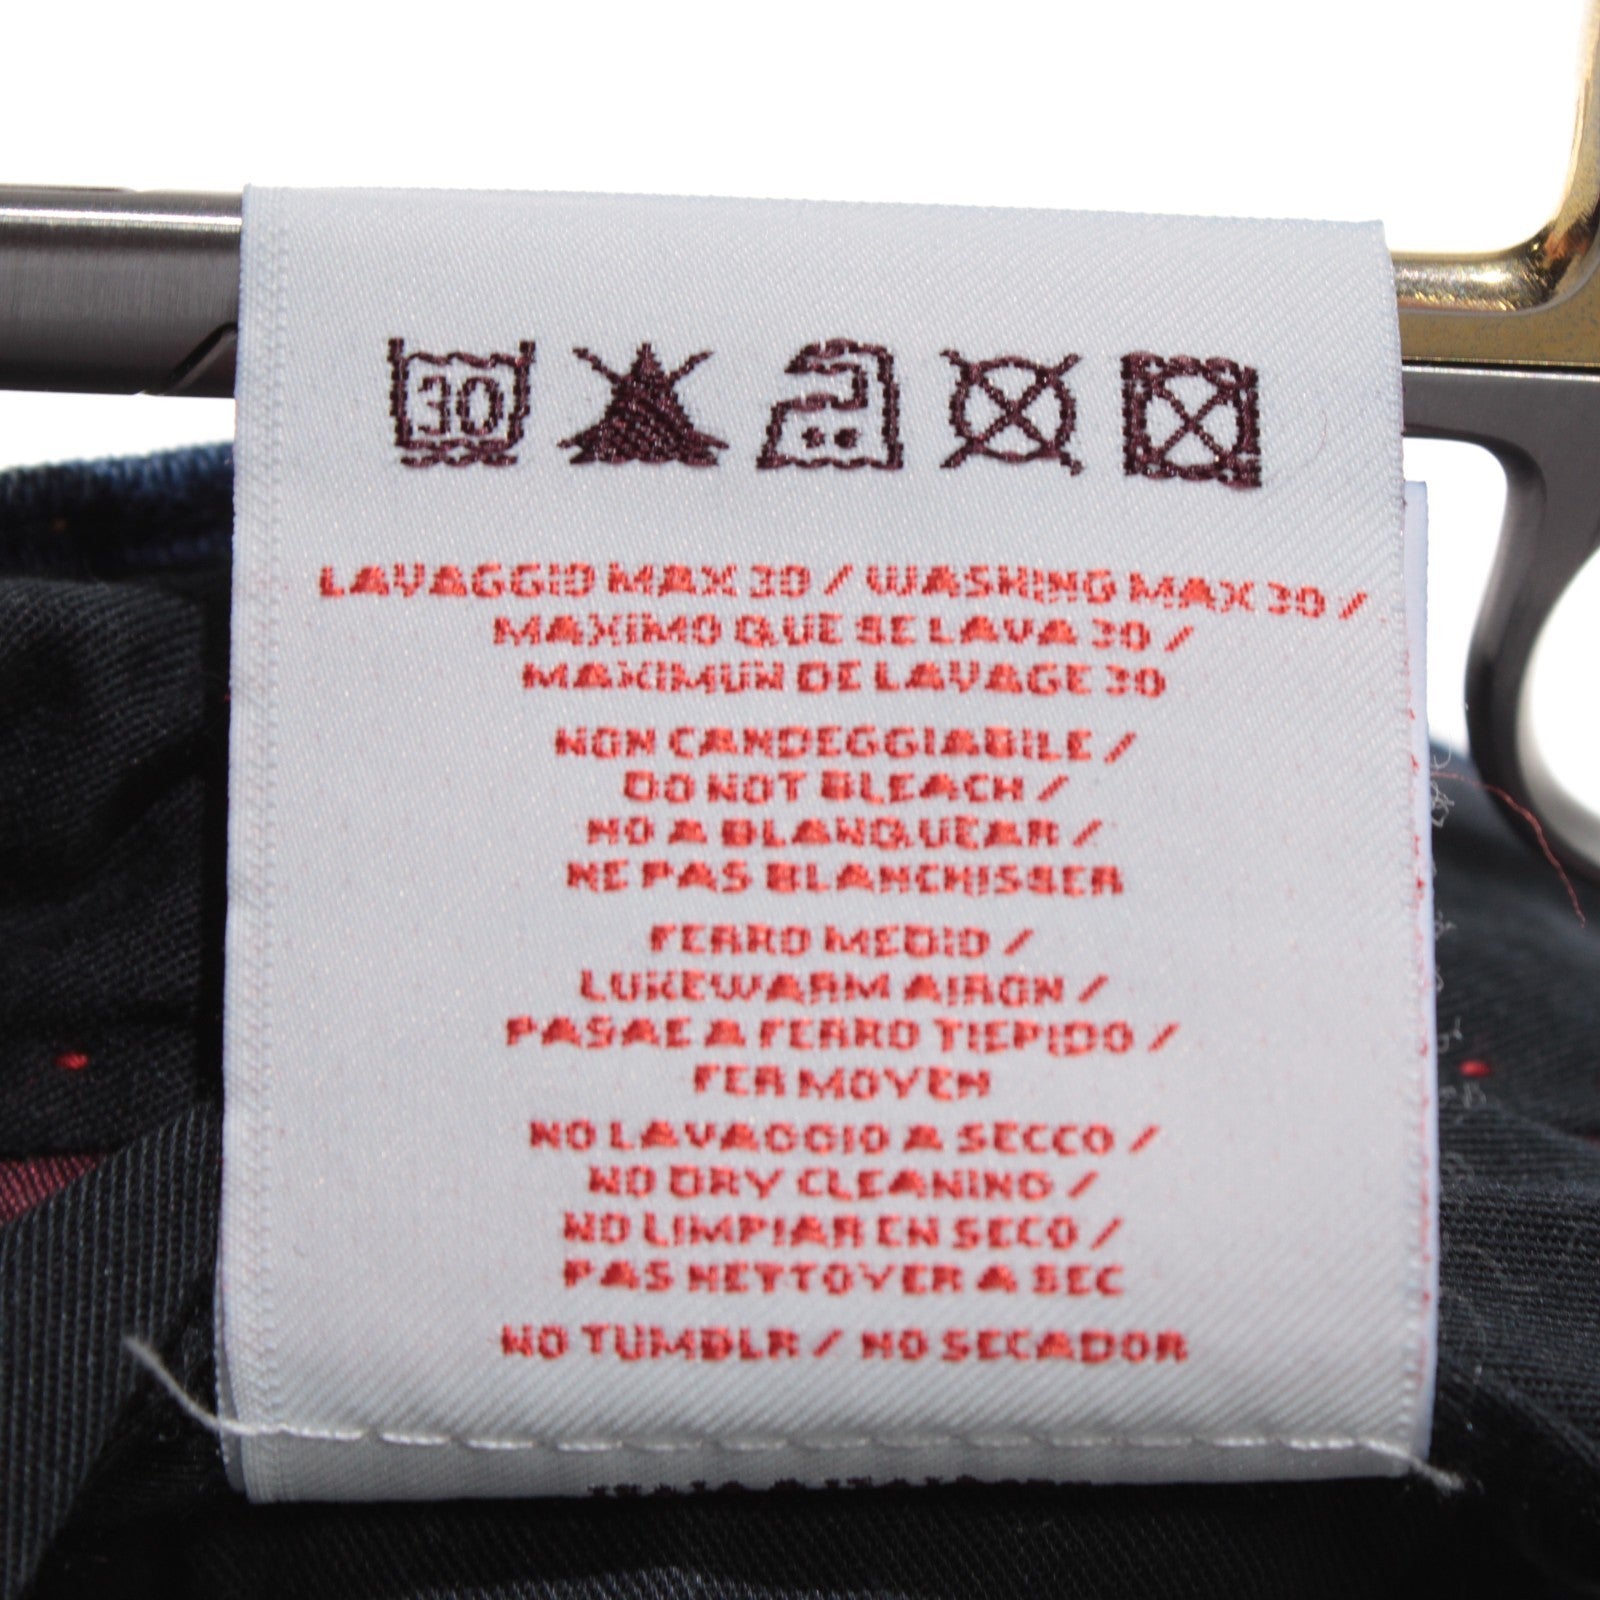 30
LAVAGGIO MAX 30 / WASHING MAX 30 /
MAXIMO QUE SE LAVA 30 /
MAXIMUN DE LAVAGE 30
NON CANDEGGIABILE /
DO NOT BLEACH /
NO A BLANQUEAR /
NE PAS BLANCHISSER
FERRO MEDIO /
LUKEWARM AIRON /
PASAE A FERRO TIEPIDO /
FER MOYEN
NO LAVAGGIO A SECCO /
NO DRY CLEANING /
NO LIMPIAR EN SECO /
PAS NETTOYER A SEC
NO TUMBLR / NO SECADOR